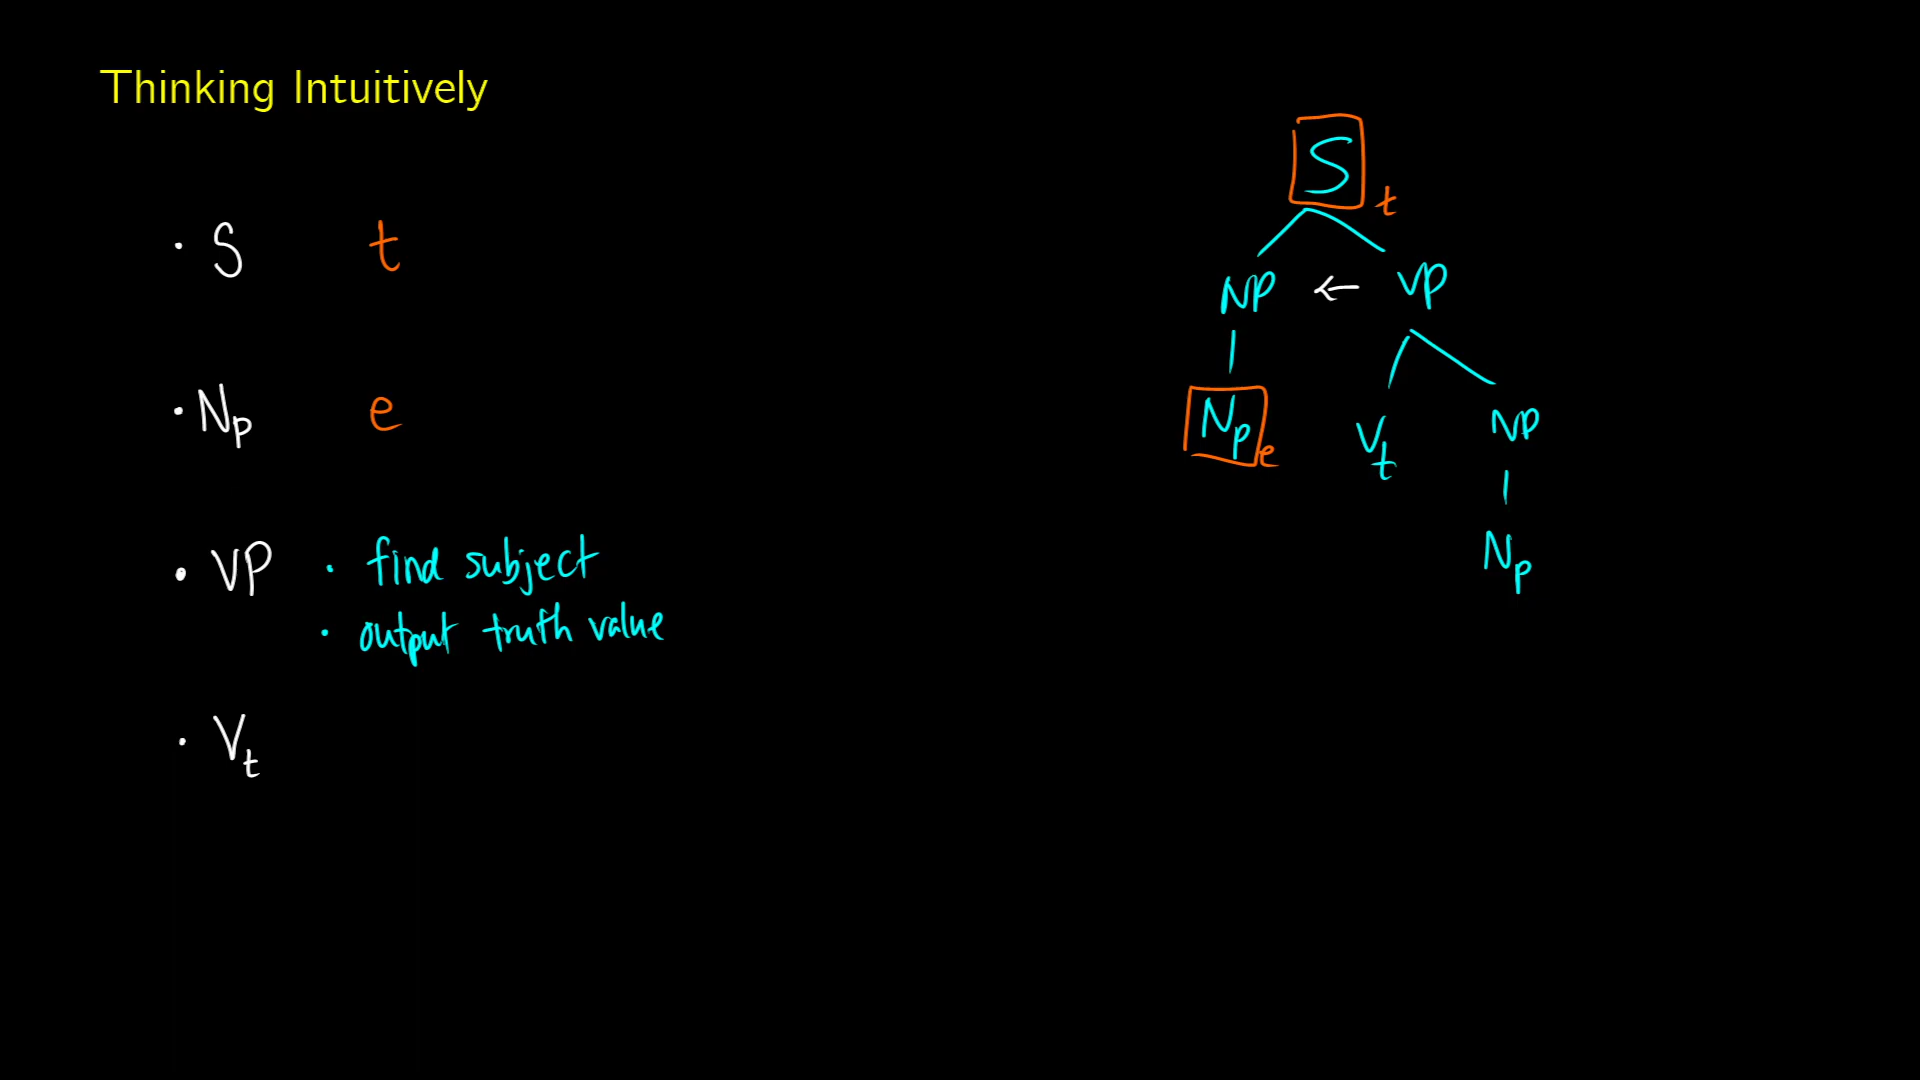 Thinking Intuitively
· S t
· Np e
· VP · find subject
· output truth value
· Vt
S t
NP ← VP
Np e Vt NP
Np